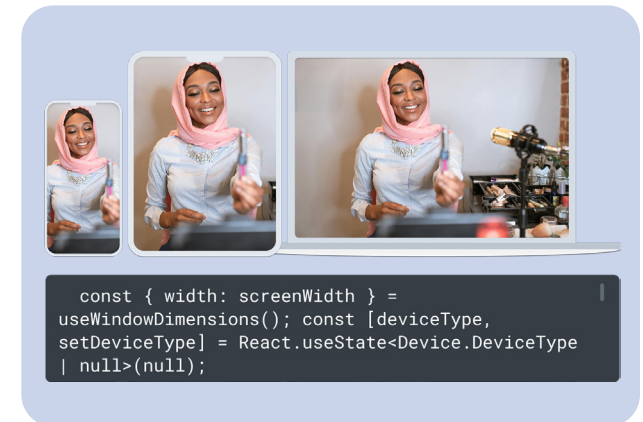 const { width: screenWidth } =
useWindowDimensions(); const [deviceType,
setDeviceType] = React.useState<Device.DeviceType
| null>(null);